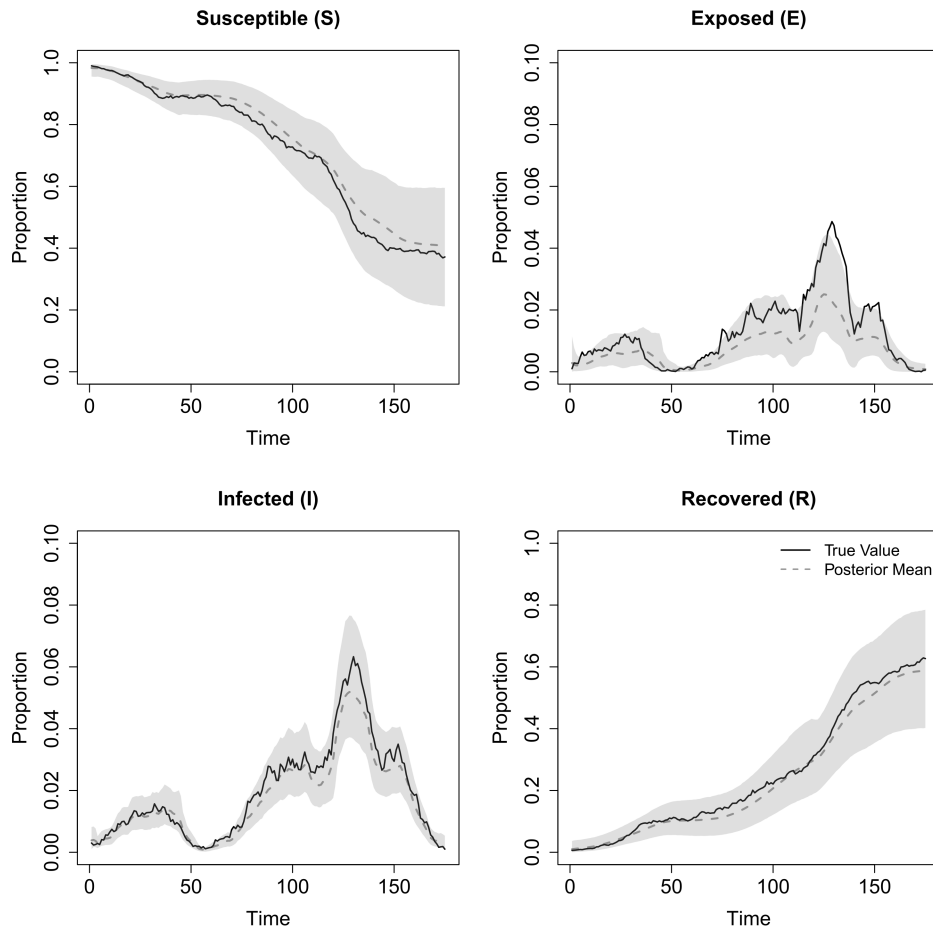 Susceptible (S)
Proportion
1.0
0.8
0.6
0.4
0.2
0.0
0 50 100 150
Time
Exposed (E)
Proportion
0.10
0.08
0.06
0.04
0.02
0.00
0 50 100 150
Time
Infected (I)
Proportion
0.10
0.08
0.06
0.04
0.02
0.00
0 50 100 150
Time
Recovered (R)
Proportion
1.0
0.8
0.6
0.4
0.2
0.0
True Value
Posterior Mean
0 50 100 150
Time